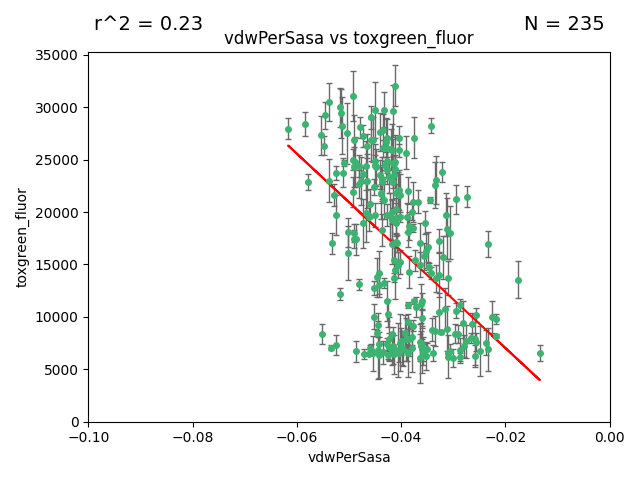 r^2 = 0.23
N = 235
vdwPerSasa vs toxgreen_fluor
35000
30000
25000
20000
15000
10000
5000
0
toxgreen_fluor
−0.10
−0.08
−0.06
−0.04
−0.02
0.00
vdwPerSasa